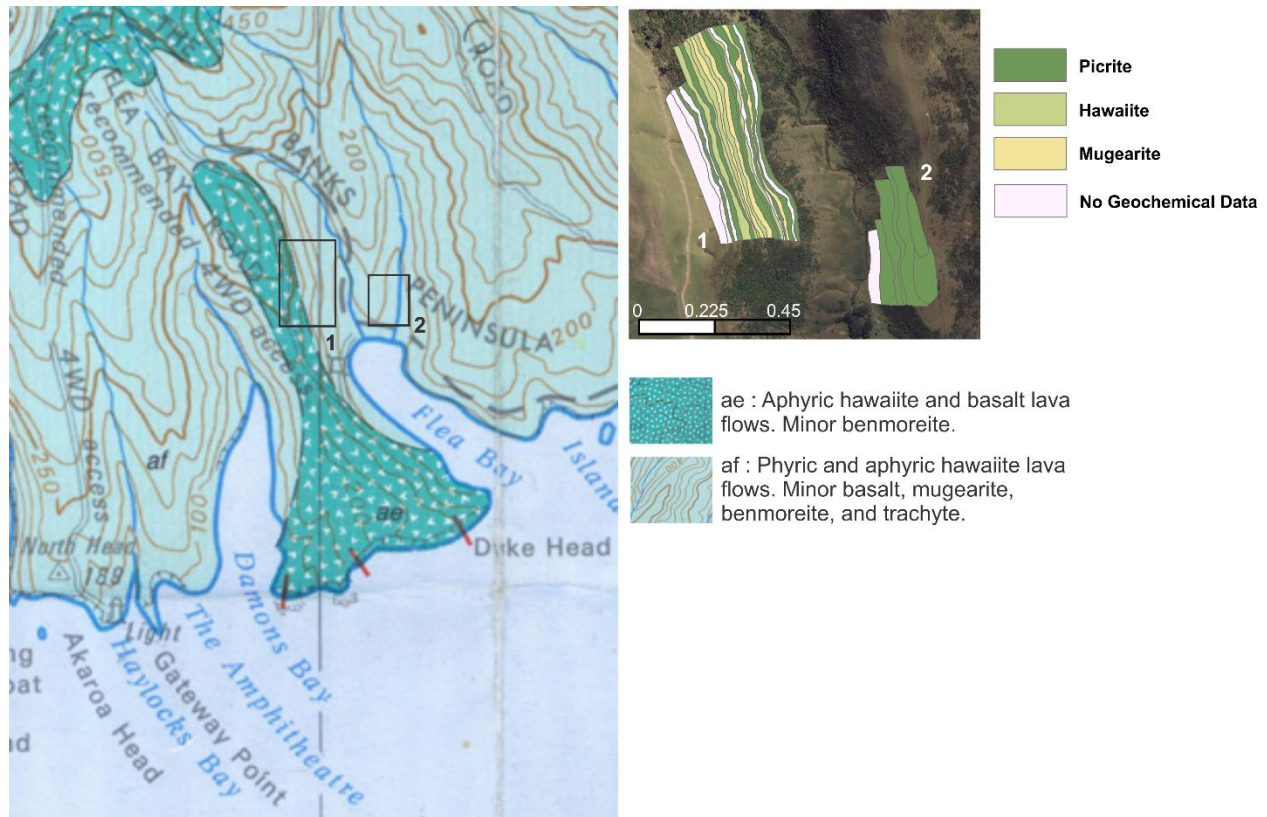 450
THE
ROAD
FLEA
BAY
ROAD
recommended
4WD access
recommended
ROAD
500
200
BANKS
PENINSULA
200
1
2
4WD
access
250
af
100
Flea Bay
Island
ae
Duke Head
North Head
189
Light
Damons Bay
The Amphitheatre
Gateway Point
Haylocks Bay
Akaroa Head
ng
oat
nd
1
2
0
0.225
0.45
Picrite
Hawaiite
Mugearite
No Geochemical Data
ae : Aphyric hawaiite and basalt lava
flows. Minor benmoreite.
af : Phyric and aphyric hawaiite lava
flows. Minor basalt, mugearite,
benmoreite, and trachyte.